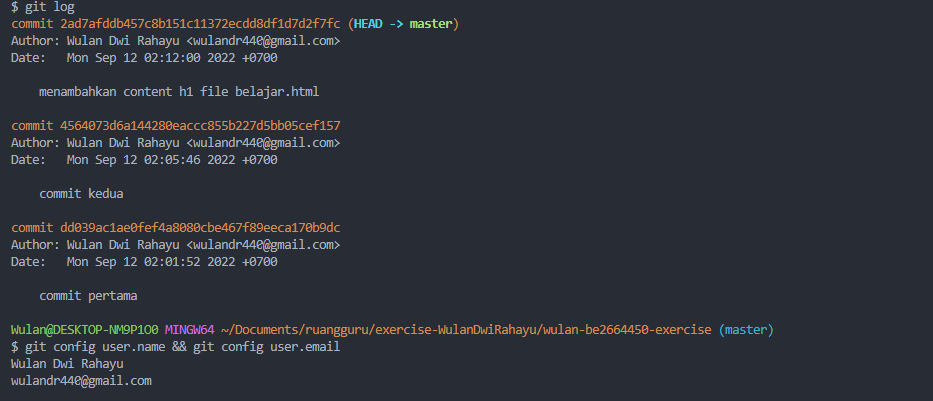 $ git log
commit 2ad7afddb457c8b151c11372ecdd8df1d7d2f7fc (HEAD -> master)
Author: Wulan Dwi Rahayu <wulandr440@gmail.com>
Date:   Mon Sep 12 02:12:00 2022 +0700
    menambahkan content h1 file belajar.html
commit 4564073d6a144280eaccc855b227d5bb05cef157
Author: Wulan Dwi Rahayu <wulandr440@gmail.com>
Date:   Mon Sep 12 02:05:46 2022 +0700
    commit kedua
commit dd039ac1ae0fef4a8080cbe467f89eeca170b9dc
Author: Wulan Dwi Rahayu <wulandr440@gmail.com>
Date:   Mon Sep 12 02:01:52 2022 +0700
    commit pertama
Wulan@DESKTOP-NM9P1O0 MINGW64 ~/Documents/ruangguru/exercise-WulanDwiRahayu/wulan-be2664450-exercise (master)
$ git config user.name && git config user.email
Wulan Dwi Rahayu
wulandr440@gmail.com